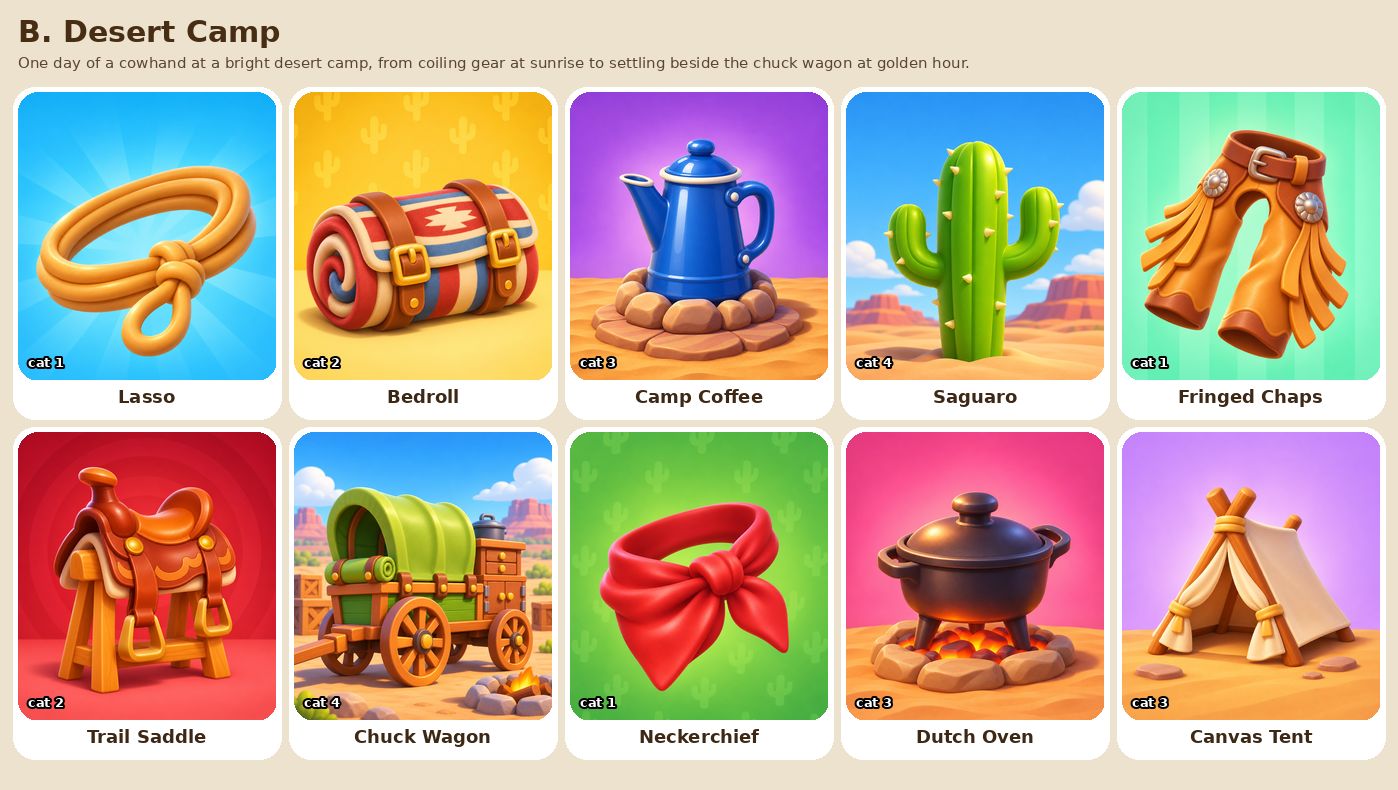 B. Desert Camp
One day of a cowhand at a bright desert camp, from coiling gear at sunrise to settling beside the chuck wagon at golden hour.
cat 1
cat 2
cat 3
cat 4
cat 1
Lasso
Bedroll
Camp Coffee
Saguaro
Fringed Chaps
cat 2
cat 4
cat 1
cat 3
cat 3
Trail Saddle
Chuck Wagon
Neckerchief
Dutch Oven
Canvas Tent